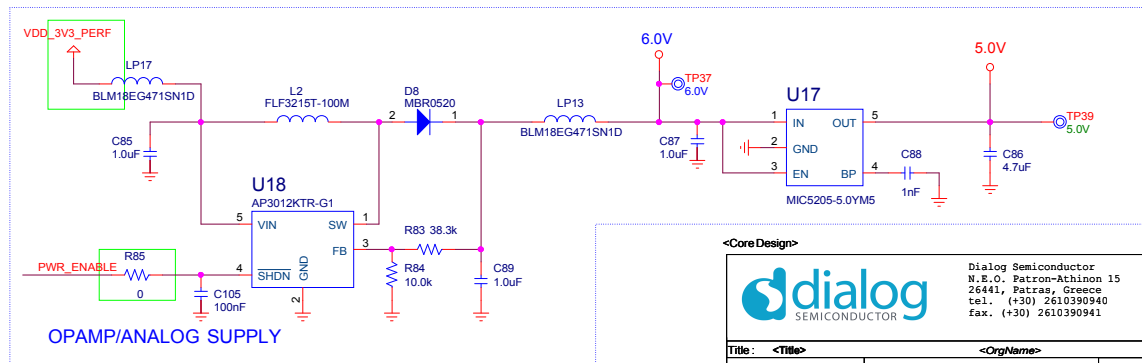 VDD_3V3_PERF
LP17
BLM18EG471SN1D
L2
FLF3215T-100M
D8
MBR0520
2
1
LP13
BLM18EG471SN1D
6.0V
TP37
6.0V
5.0V
TP39
5.0V
C85
1.0uF
C87
1.0uF
U17
1
IN
OUT
5
2
GND
3
EN
BP
4
MIC5205-5.0YM5
C88
1nF
C86
4.7uF
U18
AP3012KTR-G1
5
VIN
SW
1
FB
3
4
SHDN
GND
2
R83 38.3k
R84
10.0k
C89
1.0uF
PWR_ENABLE
R85
0
C105
100nF
OPAMP/ANALOG SUPPLY
<Core Design>
dialog
SEMICONDUCTOR
Dialog Semiconductor
N.E.O. Patron-Athinon 15
26441, Patras, Greece
tel. (+30) 2610390940
fax. (+30) 2610390941
Title : <Title> <OrgName>